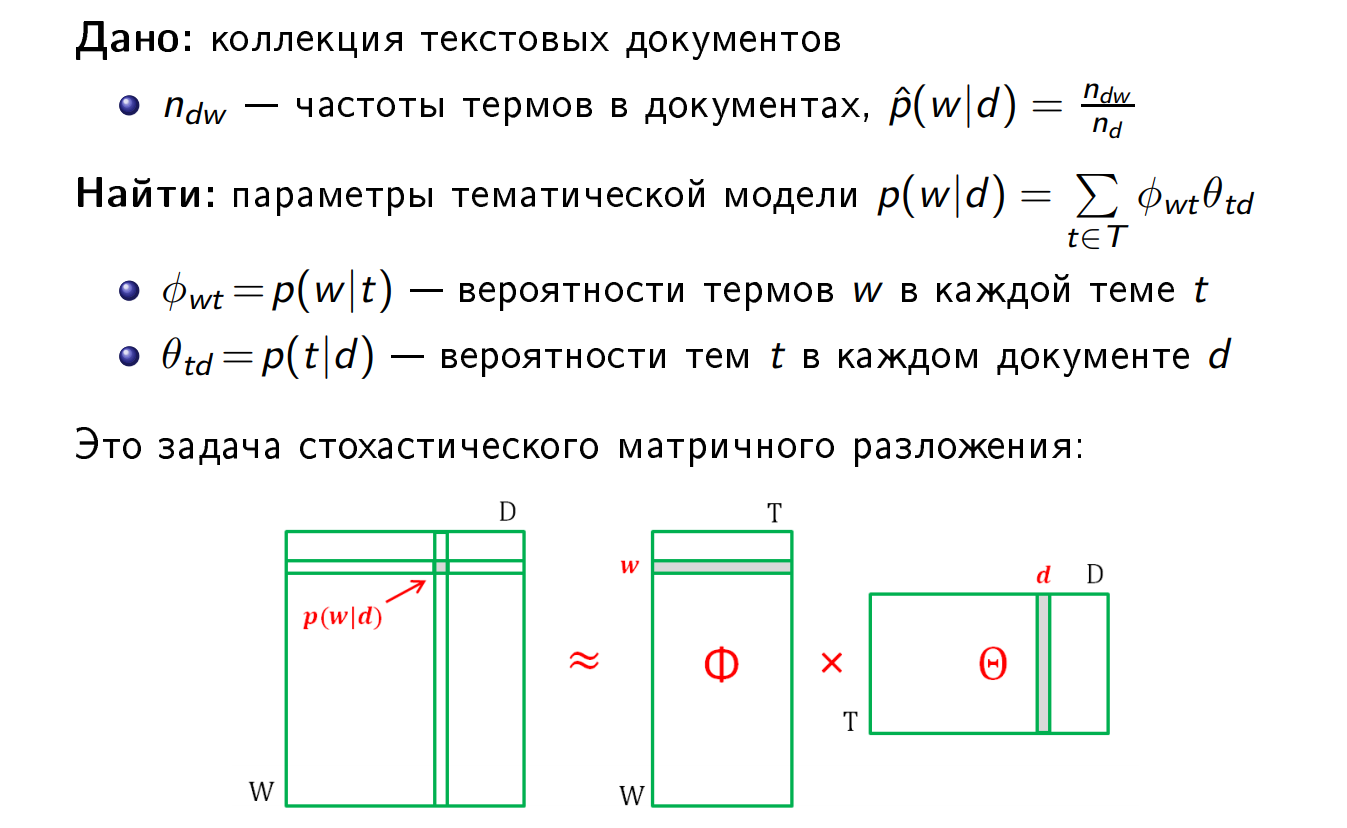 Дано: коллекция текстовых документов
n_dw — частоты термов в документах, p̂(w|d) = n_dw / n_d
Найти: параметры тематической модели p(w|d) = ∑_{t∈T} ϕ_wt θ_td
ϕ_wt = p(w|t) — вероятности термов w в каждой теме t
θ_td = p(t|d) — вероятности тем t в каждом документе d
Это задача стохастического матричного разложения:
D
T
w
d
D
p(w|d)
≈
Φ
×
Θ
T
W
W